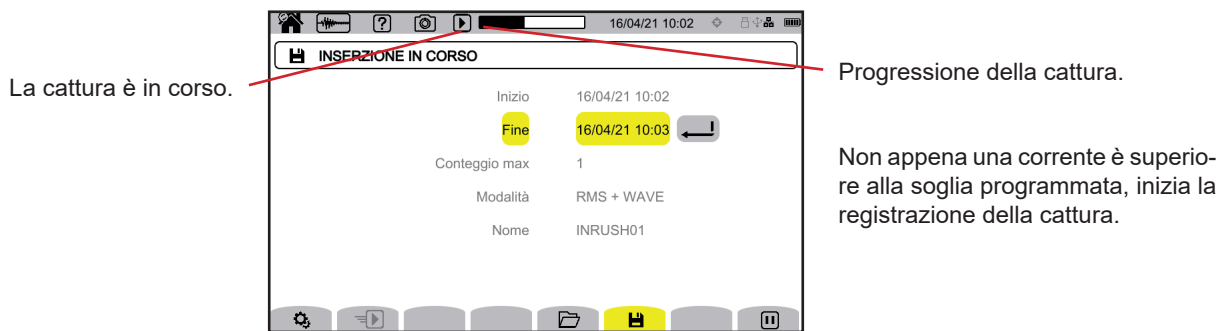 16/04/21 10:02
INSERZIONE IN CORSO
La cattura è in corso.
Progressione della cattura.
Inizio 16/04/21 10:02
Fine 16/04/21 10:03
Conteggio max 1
Modalità RMS + WAVE
Nome INRUSH01
Non appena una corrente è superio-
re alla soglia programmata, inizia la
registrazione della cattura.